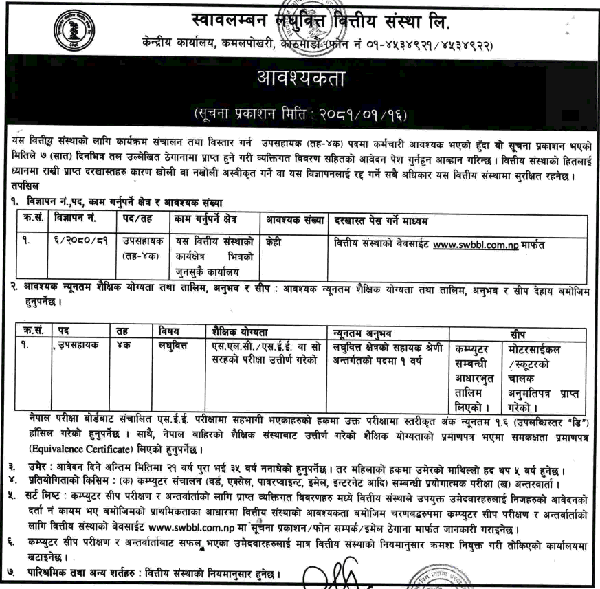 स्वावलम्बन लघुवित्त वित्तीय संस्था लि.
केन्द्रीय कार्यालय, कमलपोखरी, काठमाडौं (फोन नं ०१-४५३४९२१/४५३४९२२)
आवश्यकता
(सूचना प्रकाशन मिति : २०८१/०१/१६)
यस वित्तीय संस्थाको लागि कार्यक्रम संचालन तथा विस्तार गर्न उपसहायक (तह-४क) पदमा कर्मचारी आवश्यक भएको हुँदा यो सूचना प्रकाशन भएको
मितिले ७ (सात) दिनभित्र तल उल्लेखित ठेगानामा प्राप्त हुने गरी व्यक्तिगत विवरण सहितको आवेदन पेश गर्नुहुन आव्हान गरिन्छ । वित्तीय संस्थाको हितलाई
ध्यानमा राखी प्राप्त दरखास्तहरु कारण खोली वा नखोली अस्वीकृत गर्ने वा यस विज्ञापनलाई रद्द गर्ने सबै अधिकार यस वित्तीय संस्थामा सुरक्षित रहनेछ ।
तपसिल
१. विज्ञापन नं.,पद, काम गर्नुपर्ने क्षेत्र र आवश्यक संख्या
क्र.सं. विज्ञापन नं. पद/तह काम गर्नुपर्ने क्षेत्र आवश्यक संख्या दरखास्त पेस गर्ने माध्यम
१. ६/२०८०/८१ उपसहायक यस वित्तीय संस्थाको केही वित्तीय संस्थाको वेवसाईट www.swbbl.com.np मार्फत
(तह-४क) कार्यक्षेत्र भित्रको
जुनसुकै कार्यालय
२. आवश्यक न्यूनतम शैक्षिक योग्यता तथा तालिम, अनुभव र सीप : आवश्यक न्यूनतम शैक्षिक योग्यता तथा तालिम, अनुभव र सीप देहाय बमोजिम
हुनुपर्नेछ ।
क्र.सं. पद तह विषय शैक्षिक योग्यता न्यूनतम अनुभव सीप
१. उपसहायक ४क लघुवित्त एस.एल.सी./एस.ई.ई. वा सो लघुवित्त क्षेत्रको सहायक श्रेणी कम्प्युटर मोटरसाईकल
सरहको परीक्षा उत्तीर्ण गरेको अन्तर्गतको पदमा १ वर्ष सम्बन्धी /स्कूटरको
आधारभुत चालक
तालिम अनुमतिपत्र प्राप्त
लिएको । गरेको ।
नेपाल परीक्षा बोर्डबाट संचालित एस.ई.ई. परीक्षामा सहभागी भएकाहरुको हकमा उक्त परीक्षामा स्तरीकृत अंक न्यूनतम १.६ (उपलब्धिस्तर "डि")
हाँसिल गरेको हुनुपर्नेछ । साथै, नेपाल बाहिरको शैक्षिक संस्थाबाट उत्तीर्ण गरेको शैक्षिक योग्यताको प्रमाणपत्र भएमा समकक्षता प्रमाणपत्र
(Equivalence Certificate) लिएको हुनुपर्नेछ ।
३. उमेर : आवेदन दिने अन्तिम मितिमा २१ वर्ष पुरा भई ३५ वर्ष ननाघेको हुनुपर्नेछ । तर महिलाको हकमा उमेरको माथिल्लो हद थप ५ वर्ष हुनेछ ।
४. प्रतियोगिताको किसिम : (क) कम्प्युटर संचालन (वर्ड, एक्सेल, पावरप्वाइन्ट, इमेल, इन्टरनेट आदि) सम्बन्धी प्रयोगात्मक परीक्षा (ख) अन्तरवार्ता ।
५. सर्ट लिष्ट : कम्प्युटर सीप परीक्षण र अन्तर्वार्ताको लागि प्राप्त व्यक्तिगत विवरणहरु मध्ये वित्तीय संस्थाले उपयुक्त उमेदवारहरुलाई निजहरुको आवेदनको
दर्ता नं कायम भए बमोजिमको प्राथमिकताका आधारमा वित्तीय संस्थाको आवश्यकता बमोजिम चरणबद्धरुपमा कम्प्युटर सीप परीक्षण र अन्तर्वार्ताको
लागि वित्तीय संस्थाको वेवसाईट www.swbbl.com.np मा सूचना प्रकाशन/फोन सम्पर्क/इमेल ठेगाना मार्फत जानकारी गराइनेछ ।
६. कम्प्युटर सीप परीक्षण र अन्तर्वार्ताबाट सफल भएका उमेदवारहरुलाई मात्र वित्तीय संस्थाको नियमानुसार क्रमशः नियुक्त गरी तोकिएको कार्यालयमा
खटाइनेछ ।
७. पारिश्रमिक तथा अन्य शर्तहरु : वित्तीय संस्थाको नियमानुसार हुनेछ ।